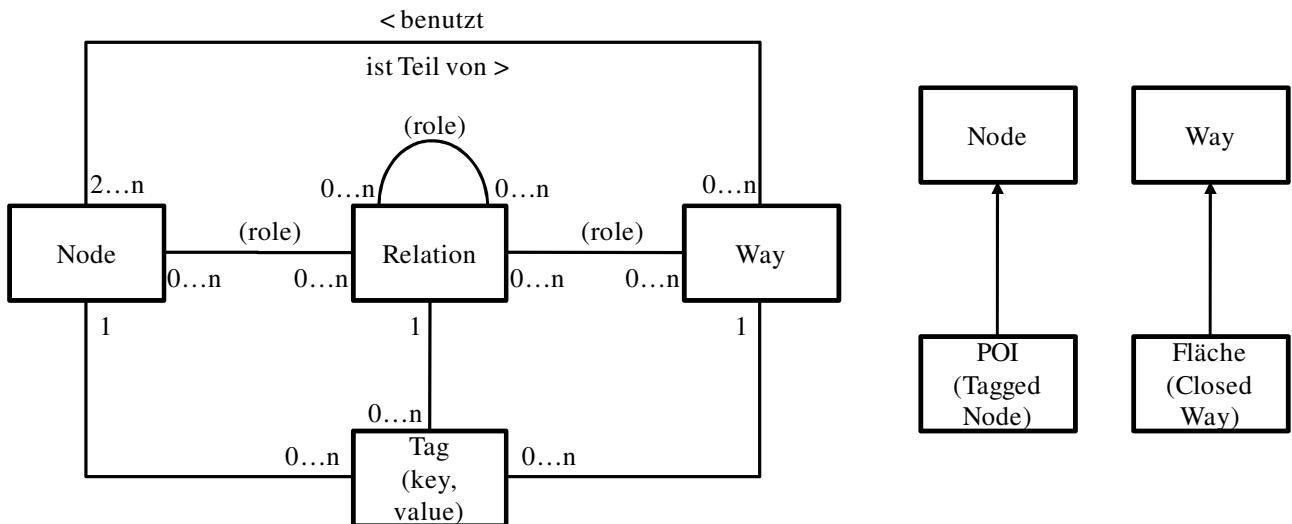 < benutzt
ist Teil von >
(role)
2…n
0…n
0…n
0…n
Node
(role)
Relation
(role)
Way
0…n
0…n
0…n
0…n
1
1
1
0…n
0…n
0…n
Tag
(key,
value)
Node
Way
POI
(Tagged
Node)
Fläche
(Closed
Way)